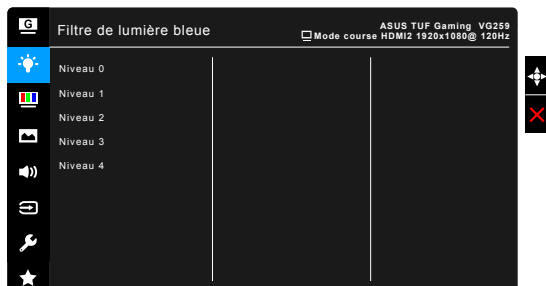 G
Filtre de lumière bleue
ASUS TUF Gaming VG259
Mode course HDMI2 1920x1080@ 120Hz
Niveau 0
Niveau 1
Niveau 2
Niveau 3
Niveau 4